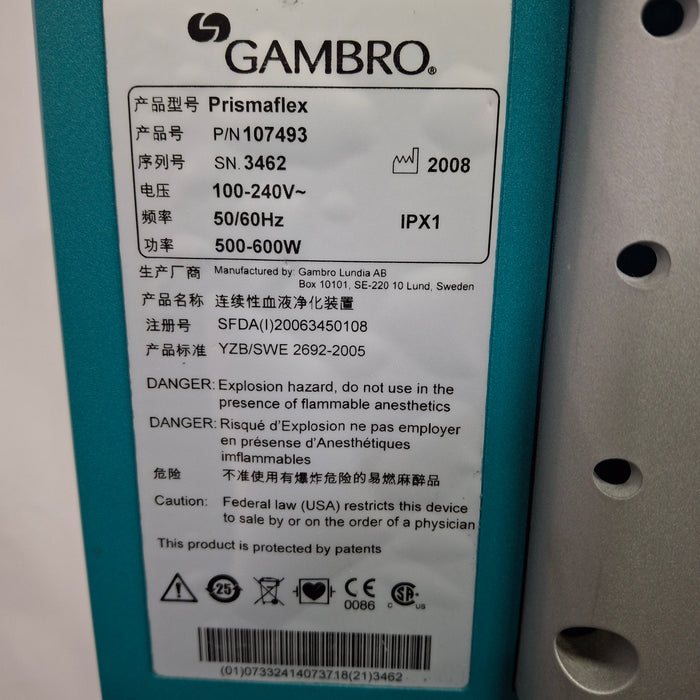 GAMBRO®
产品型号 Prismaflex
产品号 P/N 107493
序列号 SN. 3462 2008
电压 100-240V~
频率 50/60Hz IPX1
功率 500-600W
生产厂商 Manufactured by: Gambro Lundia AB
Box 10101, SE-220 10 Lund, Sweden
产品名称 连续性血液净化装置
注册号 SFDA(I)20063450108
产品标准 YZB/SWE 2692-2005
DANGER: Explosion hazard, do not use in the
presence of flammable anesthetics
DANGER: Risqué d'Explosion ne pas employer
en présense d'Anesthétiques
imflammables
危险 不准使用有爆炸危险的易燃麻醉品
Caution: Federal law (USA) restricts this device
to sale by or on the order of a physician
This product is protected by patents
25 CE 0086 C SA US
(01)07332414073718(21)3462